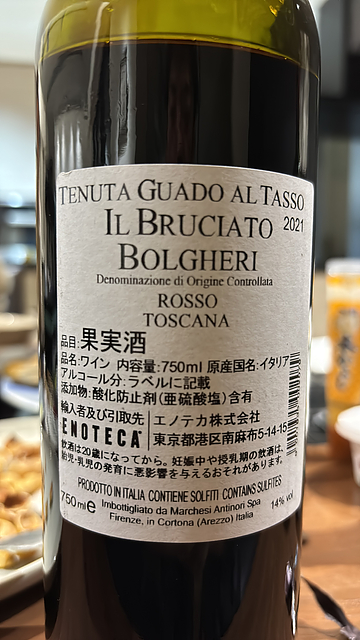 TENUTA GUADO AL TASSO
IL BRUCIATO 2021
BOLGHERI
Denominazione di Origine Controllata
ROSSO
TOSCANA
品目:果実酒
品名:ワイン 内容量:750ml 原産国名:イタリア
アルコール分:ラベルに記載
添加物:酸化防止剤(亜硫酸塩)含有
輸入者及び引取先
ENOTECA
エノテカ株式会社
東京都港区南麻布5-14-15
飲酒は20歳になってから。妊娠中や授乳期の飲酒は、
胎児・乳児の発育に悪影響を与えるおそれがあります。
PRODOTTO IN ITALIA CONTIENE SOLFITI CONTAINS SULFITES
750 ml e Imbottigliato da Marchesi Antinori Spa 14% vol
Firenze, in Cortona (Arezzo) Italia